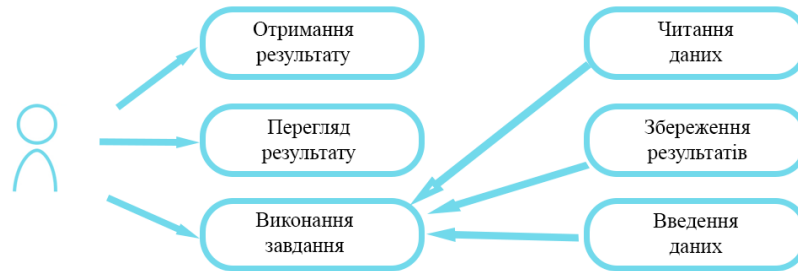 Отримання
результату
Перегляд
результату
Виконання
завдання
Читання
даних
Збереження
результатів
Введення
даних